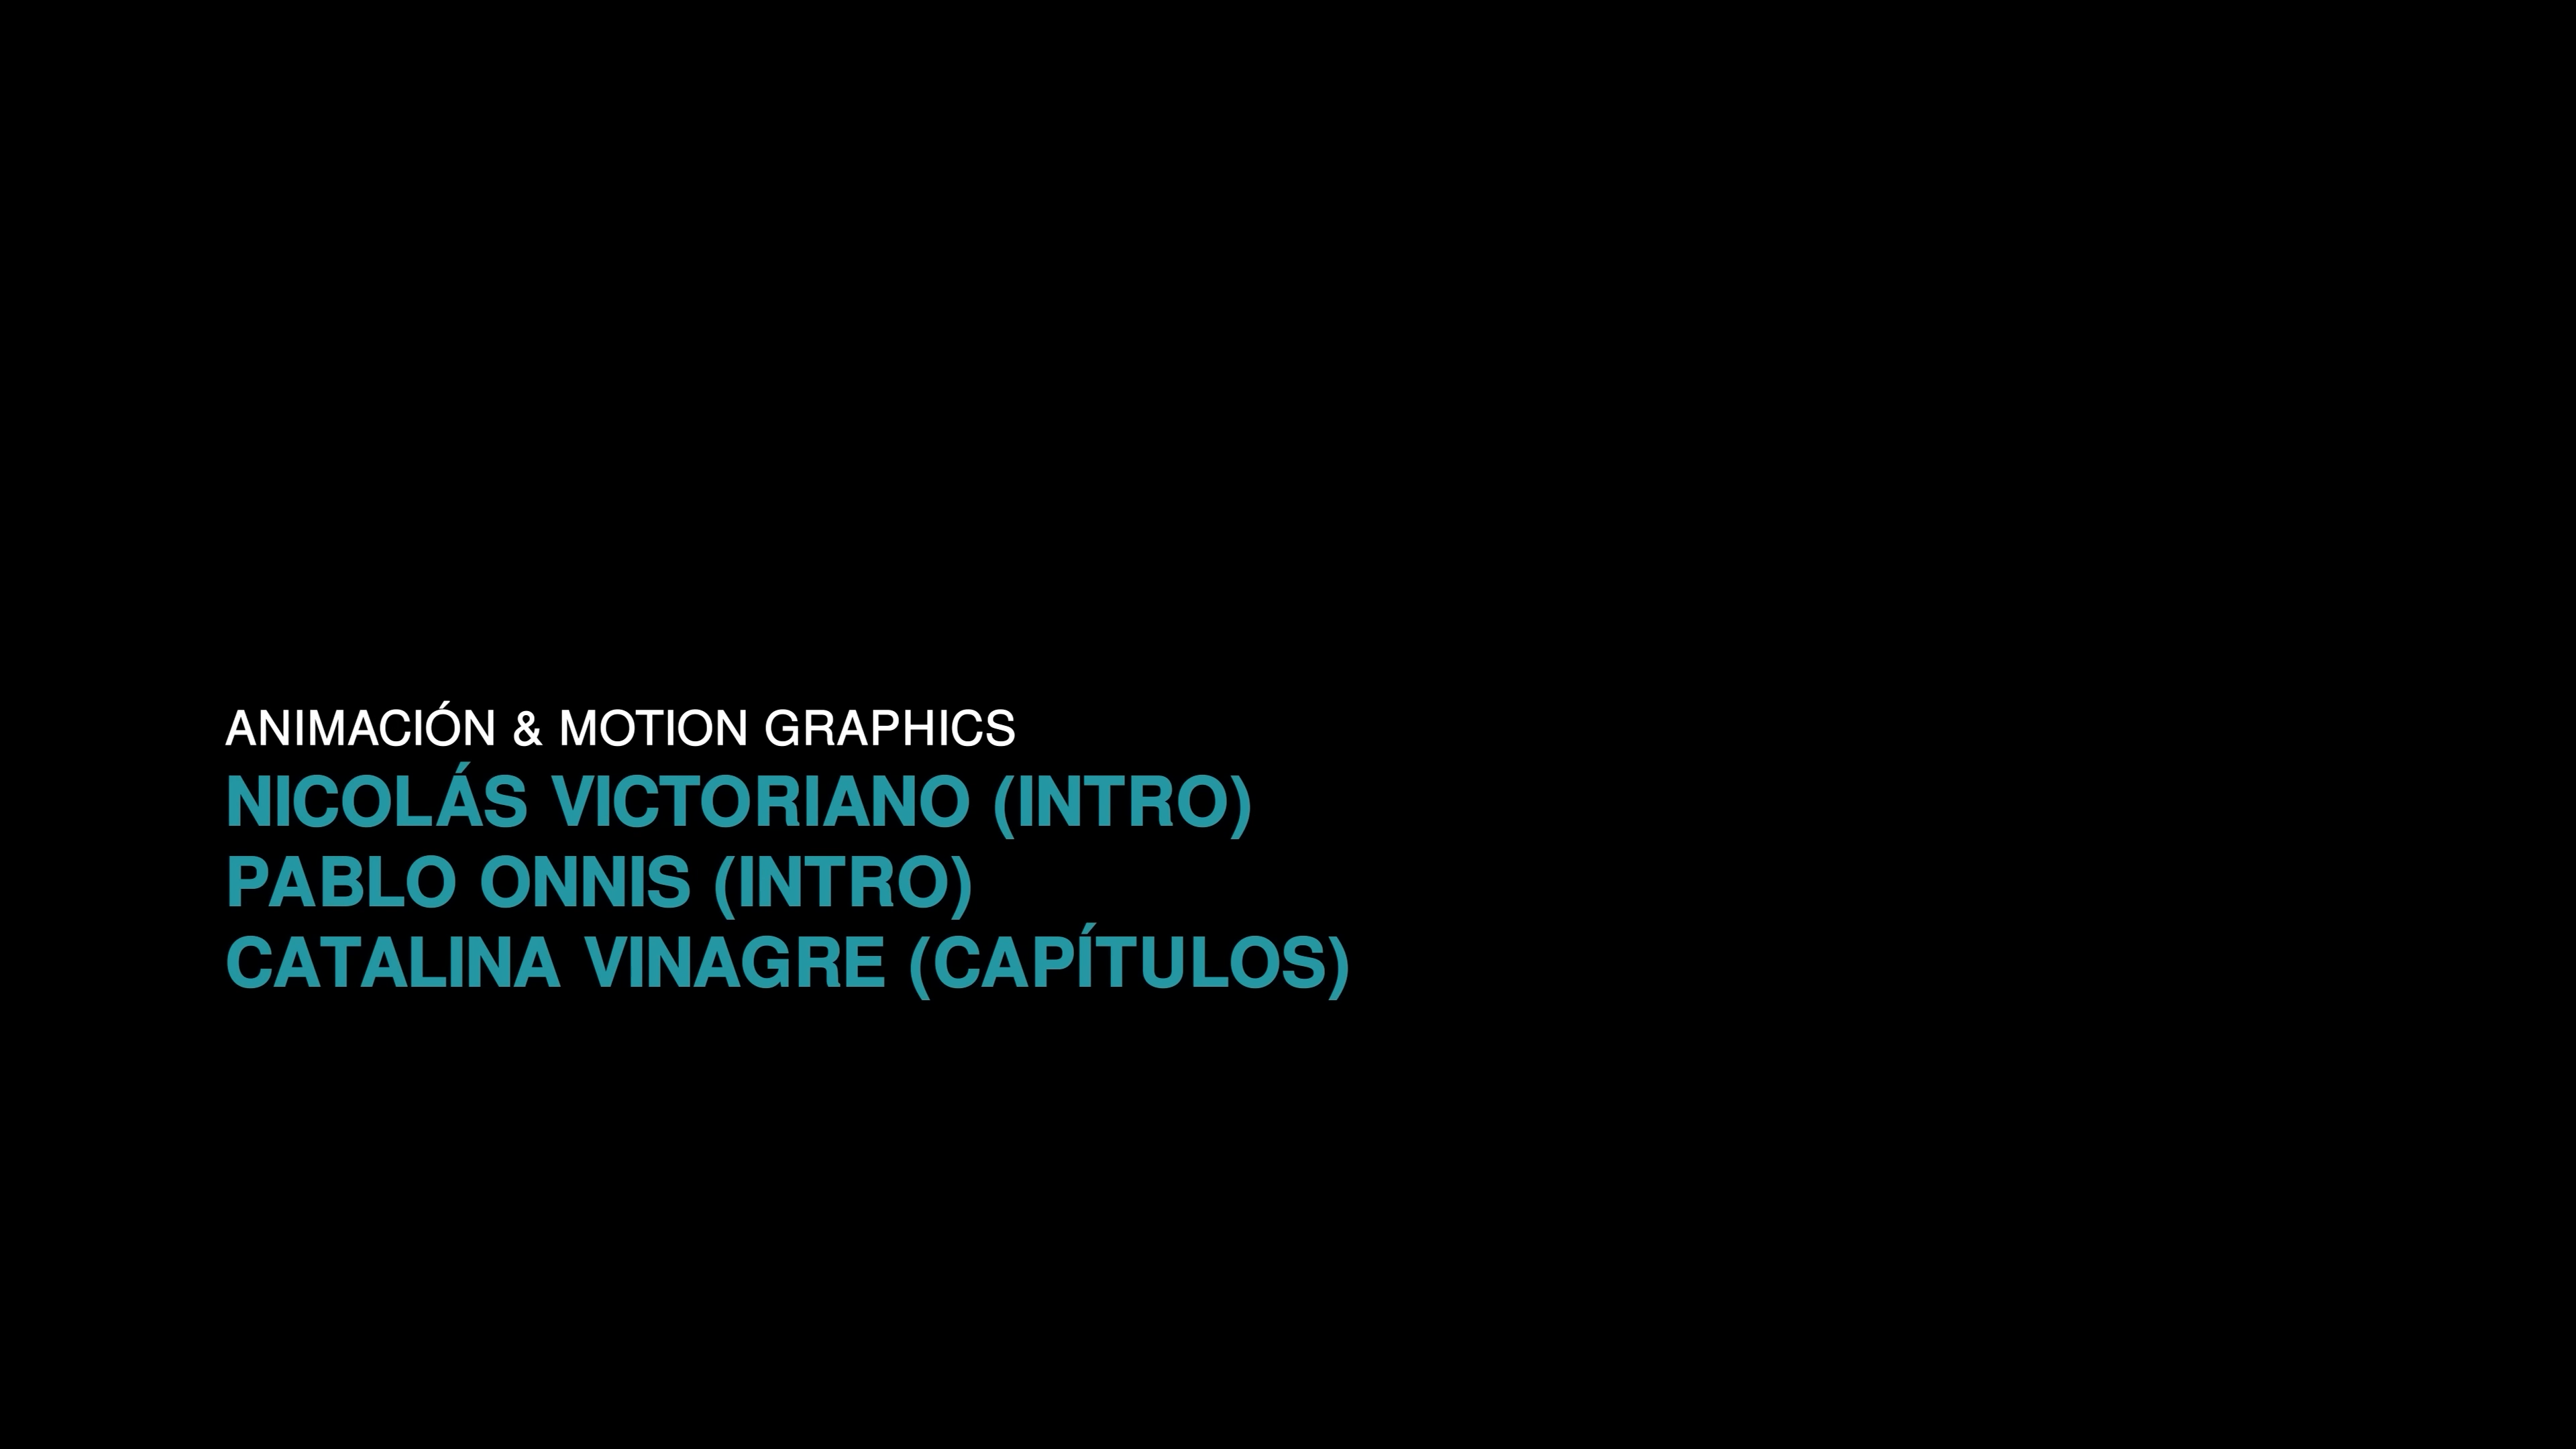 ANIMACIÓN & MOTION GRAPHICS
NICOLÁS VICTORIANO (INTRO)
PABLO ONNIS (INTRO)
CATALINA VINAGRE (CAPÍTULOS)